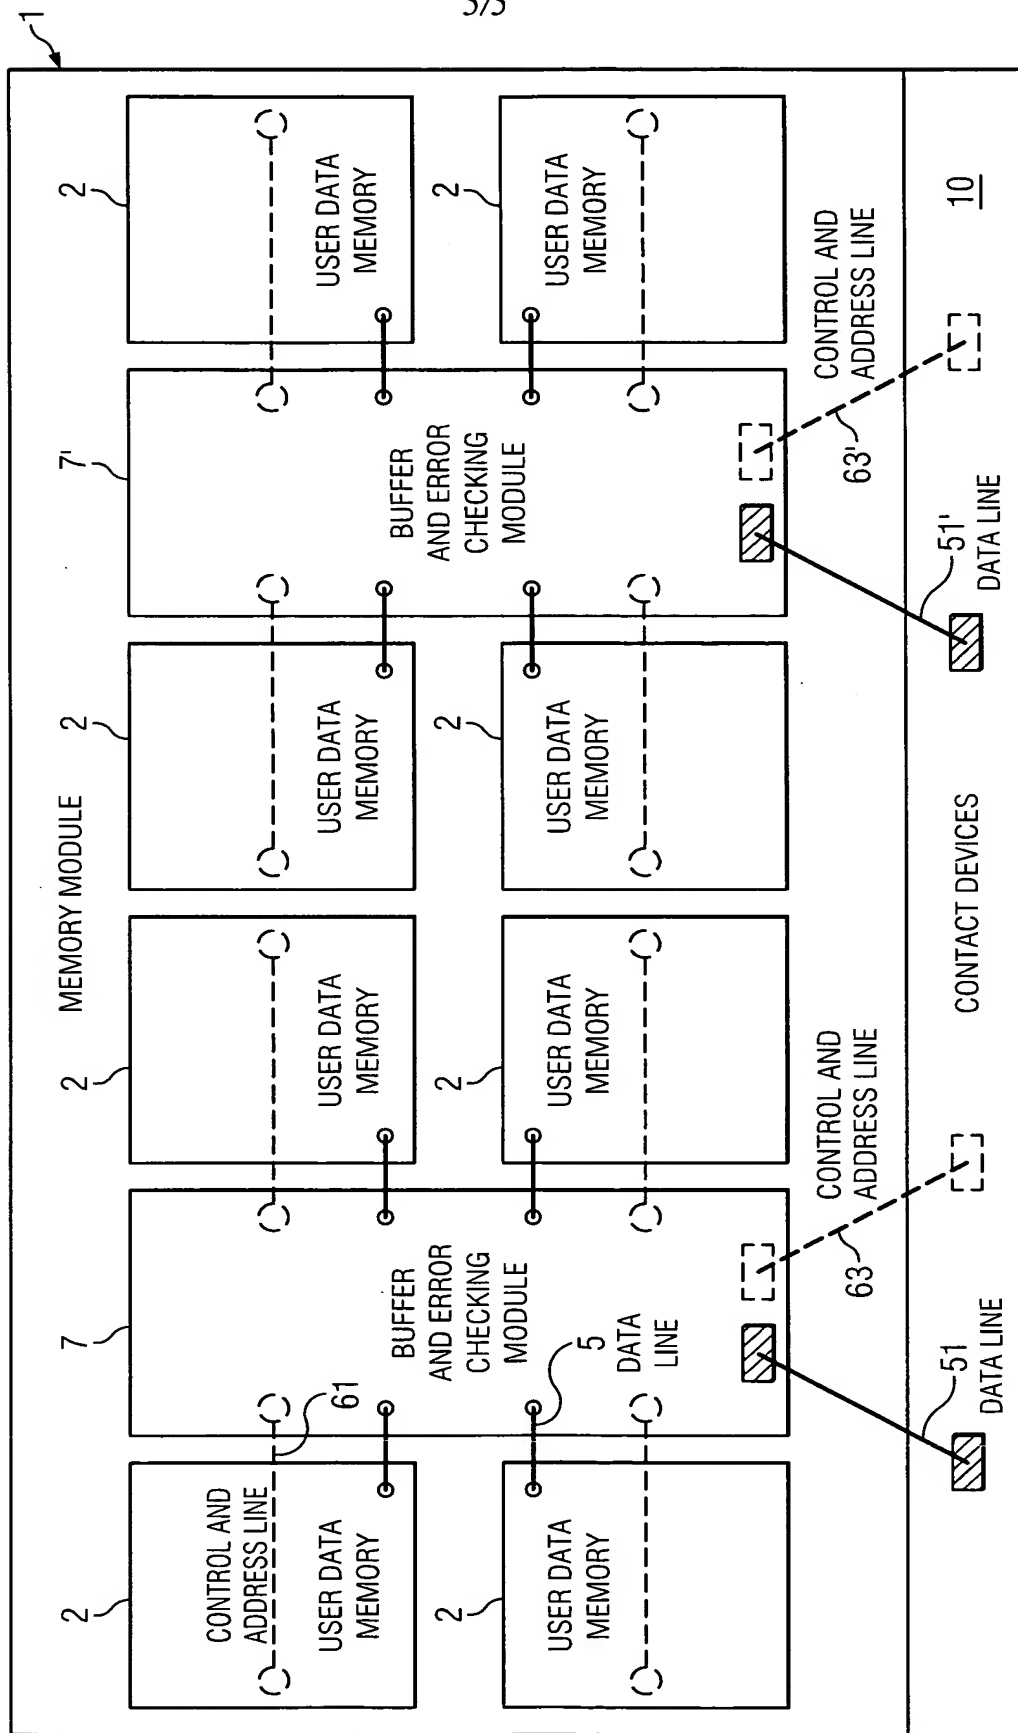 1
MEMORY MODULE
2
7
2
2
7'
2
CONTROL AND
ADDRESS LINE
61
USER DATA
MEMORY
USER DATA
MEMORY
USER DATA
MEMORY
USER DATA
MEMORY
BUFFER
AND ERROR
CHECKING
MODULE
BUFFER
AND ERROR
CHECKING
MODULE
2
2
2
2
USER DATA
MEMORY
5
DATA
LINE
USER DATA
MEMORY
USER DATA
MEMORY
USER DATA
MEMORY
63
CONTROL AND
ADDRESS LINE
63'
CONTROL AND
ADDRESS LINE
51
DATA LINE
CONTACT DEVICES
51'
DATA LINE
10